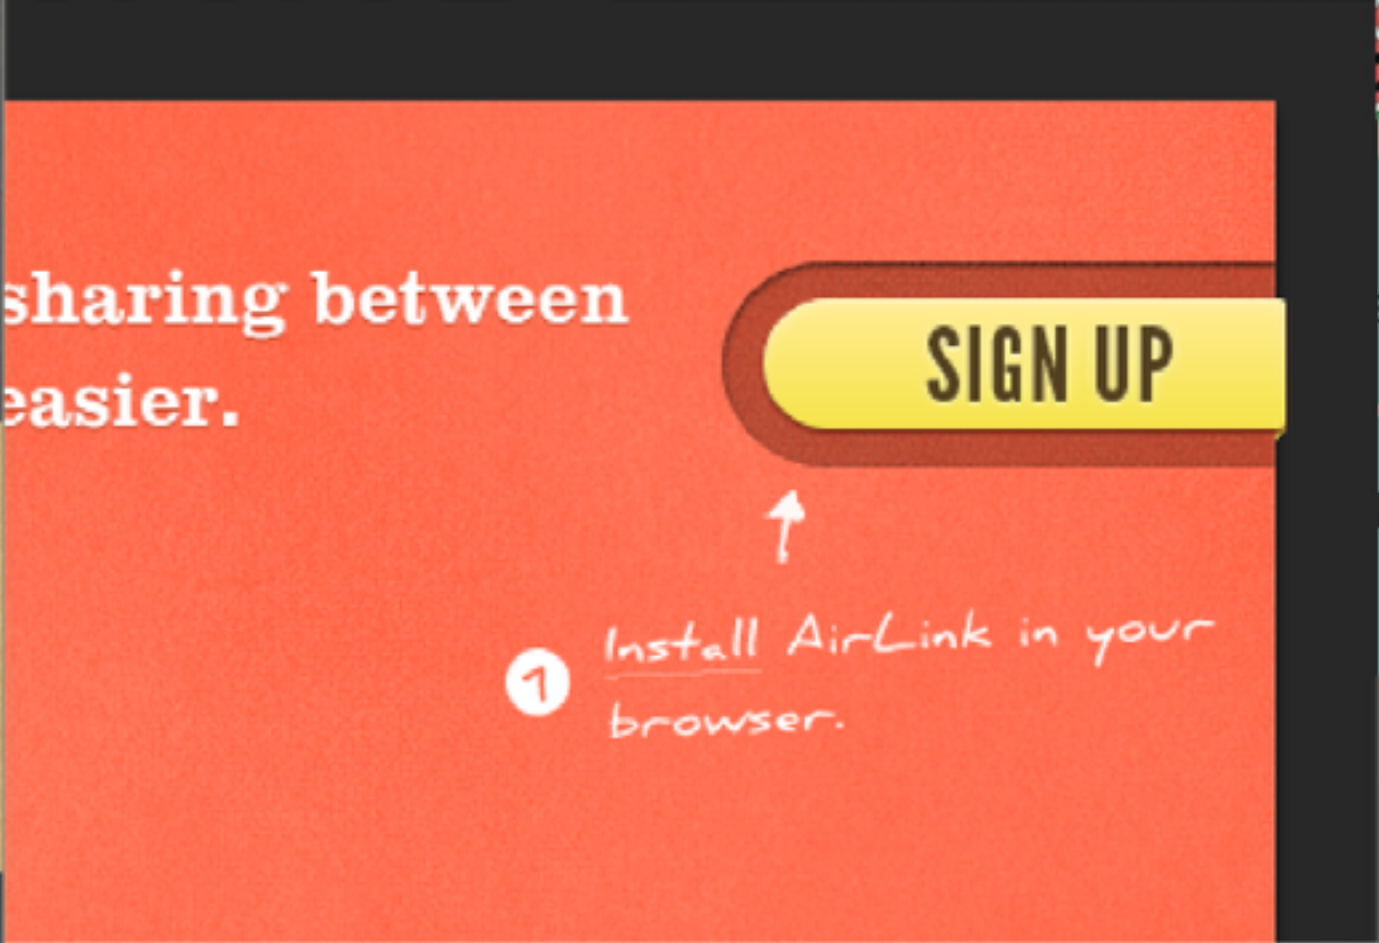 sharing between
easier.
SIGN UP
1
Install AirLink in your
browser.